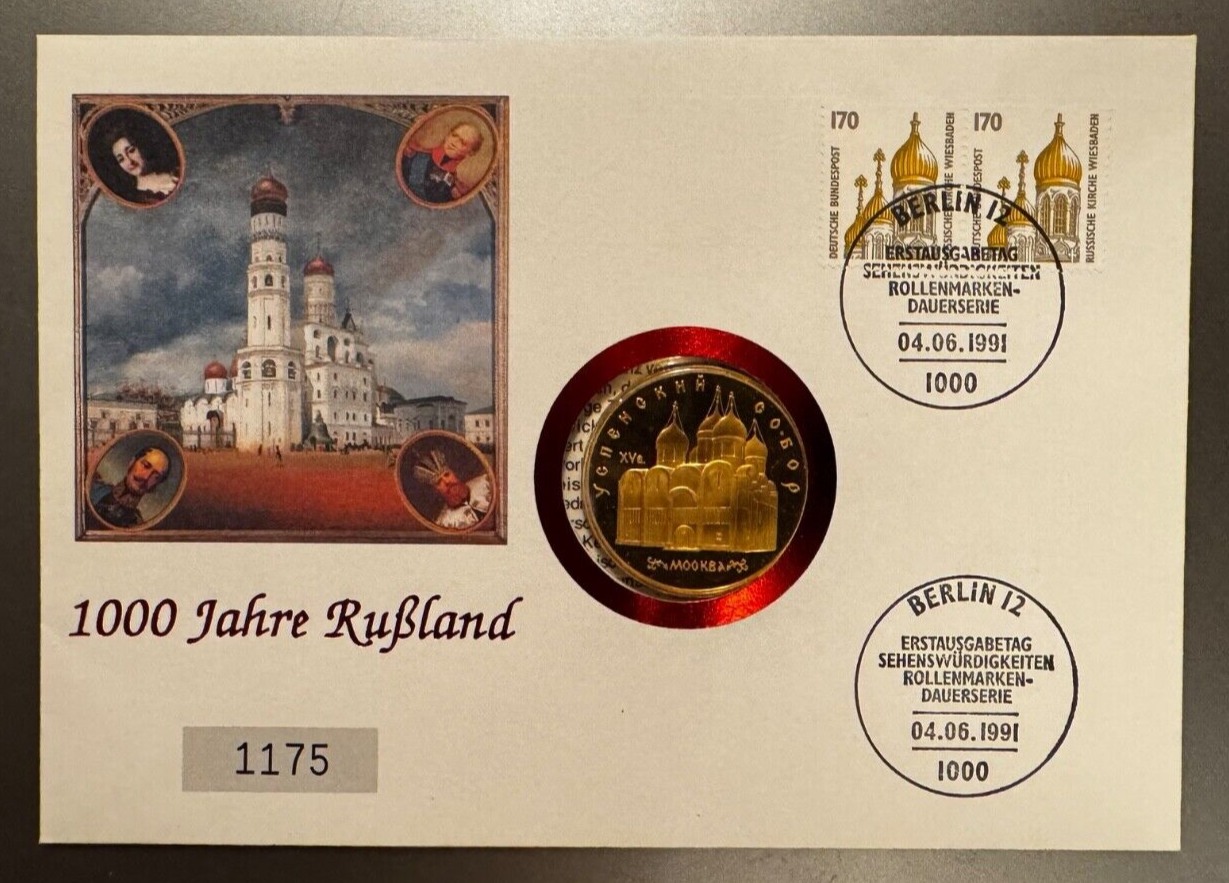 170
DEUTSCHE BUNDESPOST
RUSSISCHE KIRCHE WIESBADEN
170
DEUTSCHE BUNDESPOST
RUSSISCHE KIRCHE WIESBADEN
BERLIN 12
ERSTAUSGABETAG
SEHENSWÜRDIGKEITEN
ROLLENMARKEN-
DAUERSERIE
04.06.1991
1000
УСПЕНСКИЙ СОБОР
XVв.
МОСКВА
1000 Jahre Rußland
1175
BERLIN 12
ERSTAUSGABETAG
SEHENSWÜRDIGKEITEN
ROLLENMARKEN-
DAUERSERIE
04.06.1991
1000